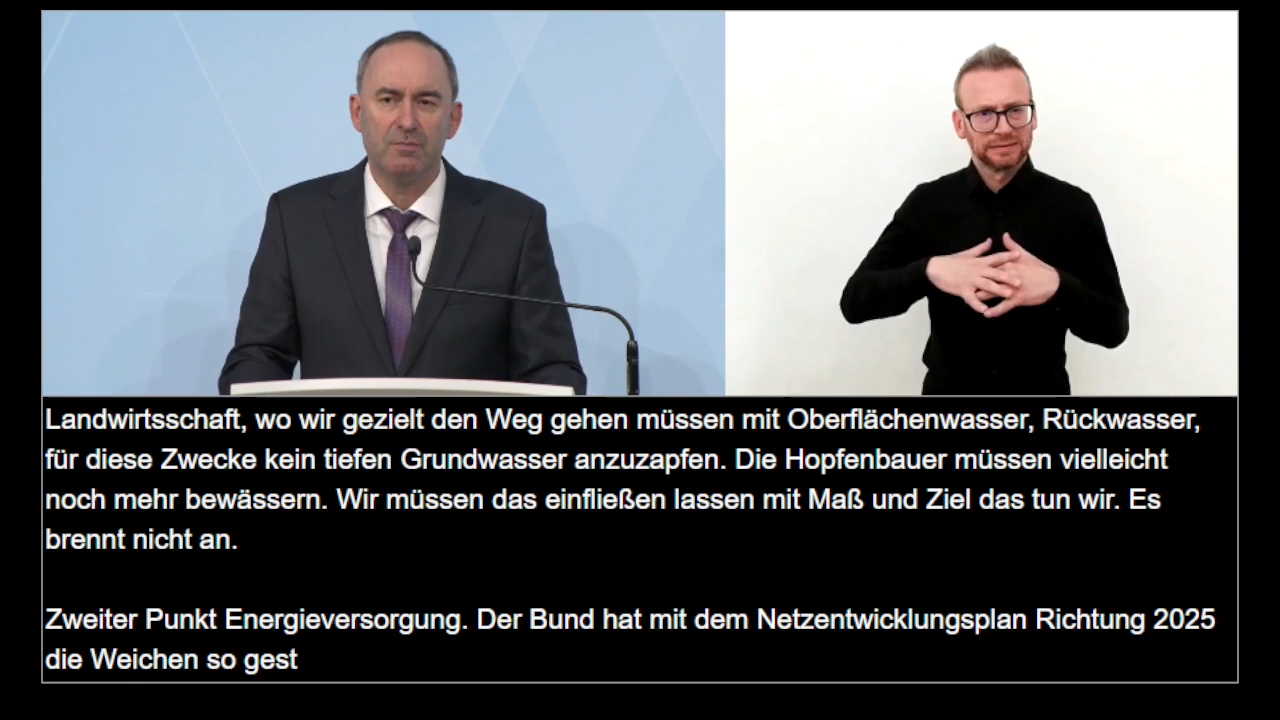 Landwirtsschaft, wo wir gezielt den Weg gehen müssen mit Oberflächenwasser, Rückwasser,
für diese Zwecke kein tiefen Grundwasser anzuzapfen. Die Hopfenbauer müssen vielleicht
noch mehr bewässern. Wir müssen das einfließen lassen mit Maß und Ziel das tun wir. Es
brennt nicht an.
Zweiter Punkt Energieversorgung. Der Bund hat mit dem Netzentwicklungsplan Richtung 2025
die Weichen so gest